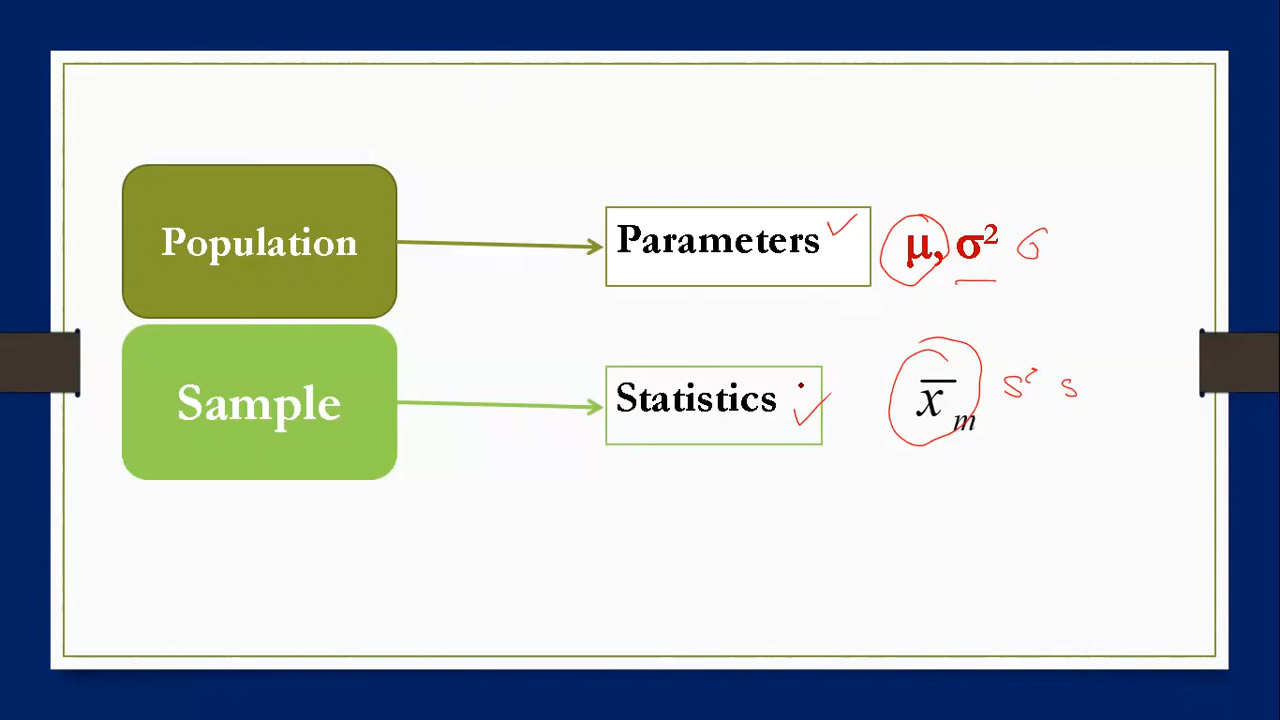 Population
Parameters ✓ μ, σ² σ
Sample
Statistics ✓ x̅ₘ s² s